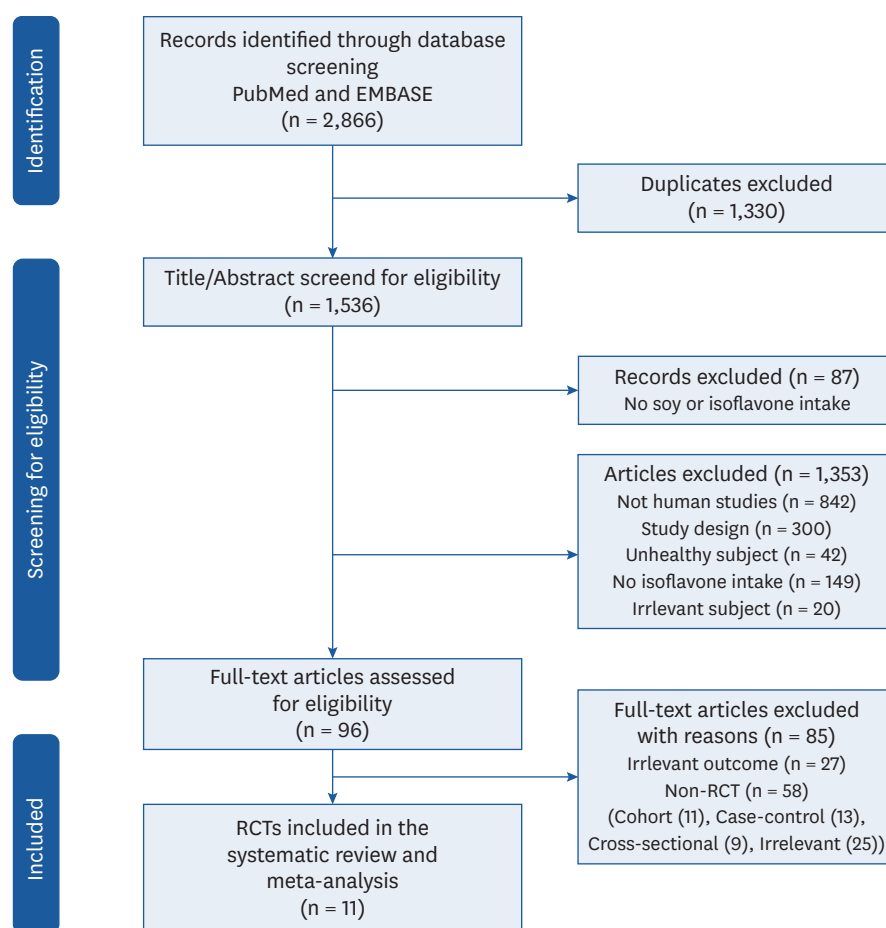 Identification
Records identified through database
screening
PubMed and EMBASE
(n = 2,866)
Duplicates excluded
(n = 1,330)
Screening for eligibility
Title/Abstract screend for eligibility
(n = 1,536)
Records excluded (n = 87)
No soy or isoflavone intake
Articles excluded (n = 1,353)
Not human studies (n = 842)
Study design (n = 300)
Unhealthy subject (n = 42)
No isoflavone intake (n = 149)
Irrlevant subject (n = 20)
Full-text articles assessed
for eligibility
(n = 96)
Full-text articles excluded
with reasons (n = 85)
Irrlevant outcome (n = 27)
Non-RCT (n = 58)
(Cohort (11), Case-control (13),
Cross-sectional (9), Irrelevant (25))
Included
RCTs included in the
systematic review and
meta-analysis
(n = 11)